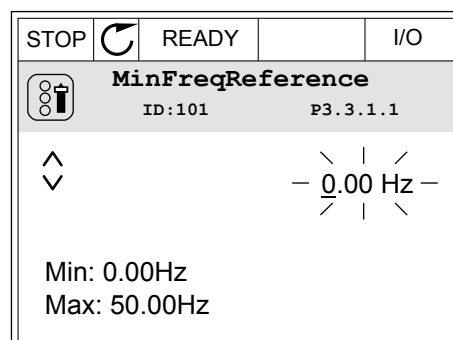 STOP READY I/O
MinFreqReference
ID:101 P3.3.1.1
0.00 Hz
Min: 0.00Hz
Max: 50.00Hz